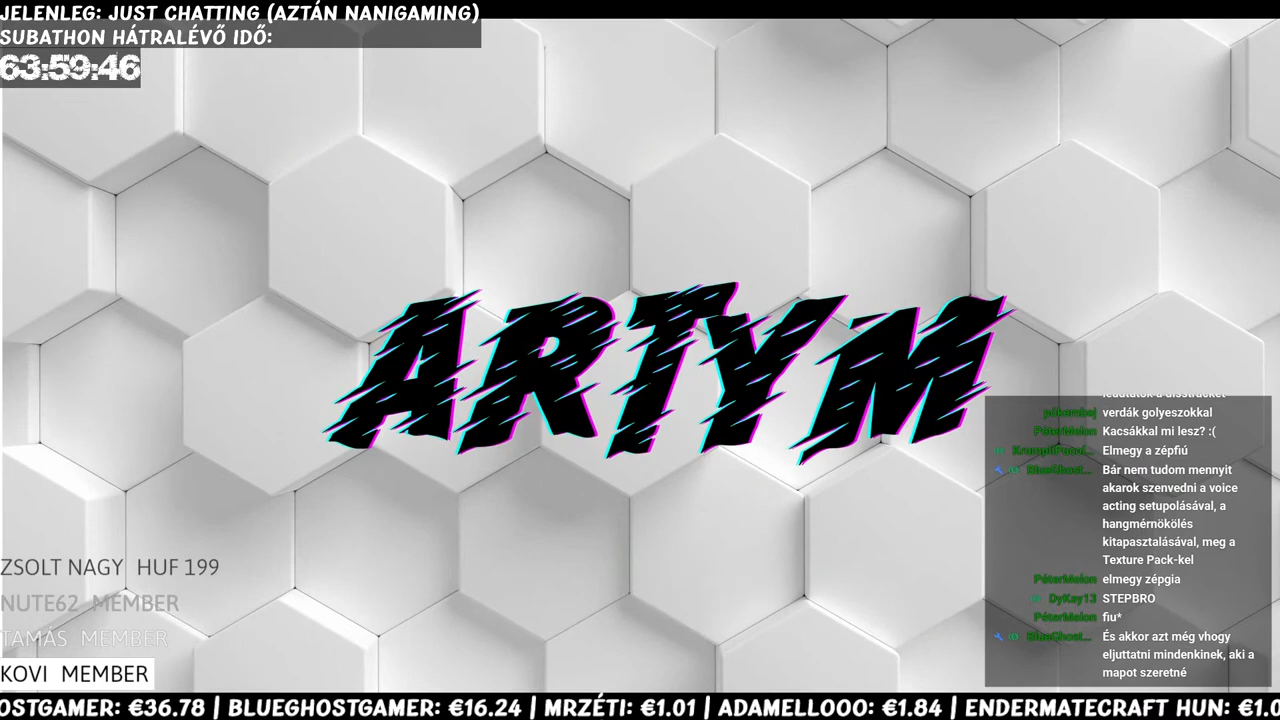 JELENLEG: JUST CHATTING (AZTÁN NANIGAMING)
SUBATHON HÁTRALÉVŐ IDŐ:
63:59:46
ARTYM
pókember verdák golyeszokkal
PéterMelon Kacsákkal mi lesz? :(
Elmegy a zépfiú
BlueGhost... Bár nem tudom mennyit
akarok szenvedni a voice
acting setupolásával, a
hangmérnökölés
kitapasztalásával, meg a
Texture Pack-kel
PéterMelon elmegy zépgia
DyKay13 STEPBRO
PéterMelon fiu*
BlueGhost... És akkor azt még vhogy
eljuttatni mindenkinek, aki a
mapot szeretné
ZSOLT NAGY HUF 199
NUTE62 MEMBER
TAMÁS MEMBER
KOVI MEMBER
OSTGAMER: €36.78 | BLUEGHOSTGAMER: €16.24 | MRZÉTI: €1.01 | ADAMELLOOO: €1.84 | ENDERMATECRAFT HUN: €1.0